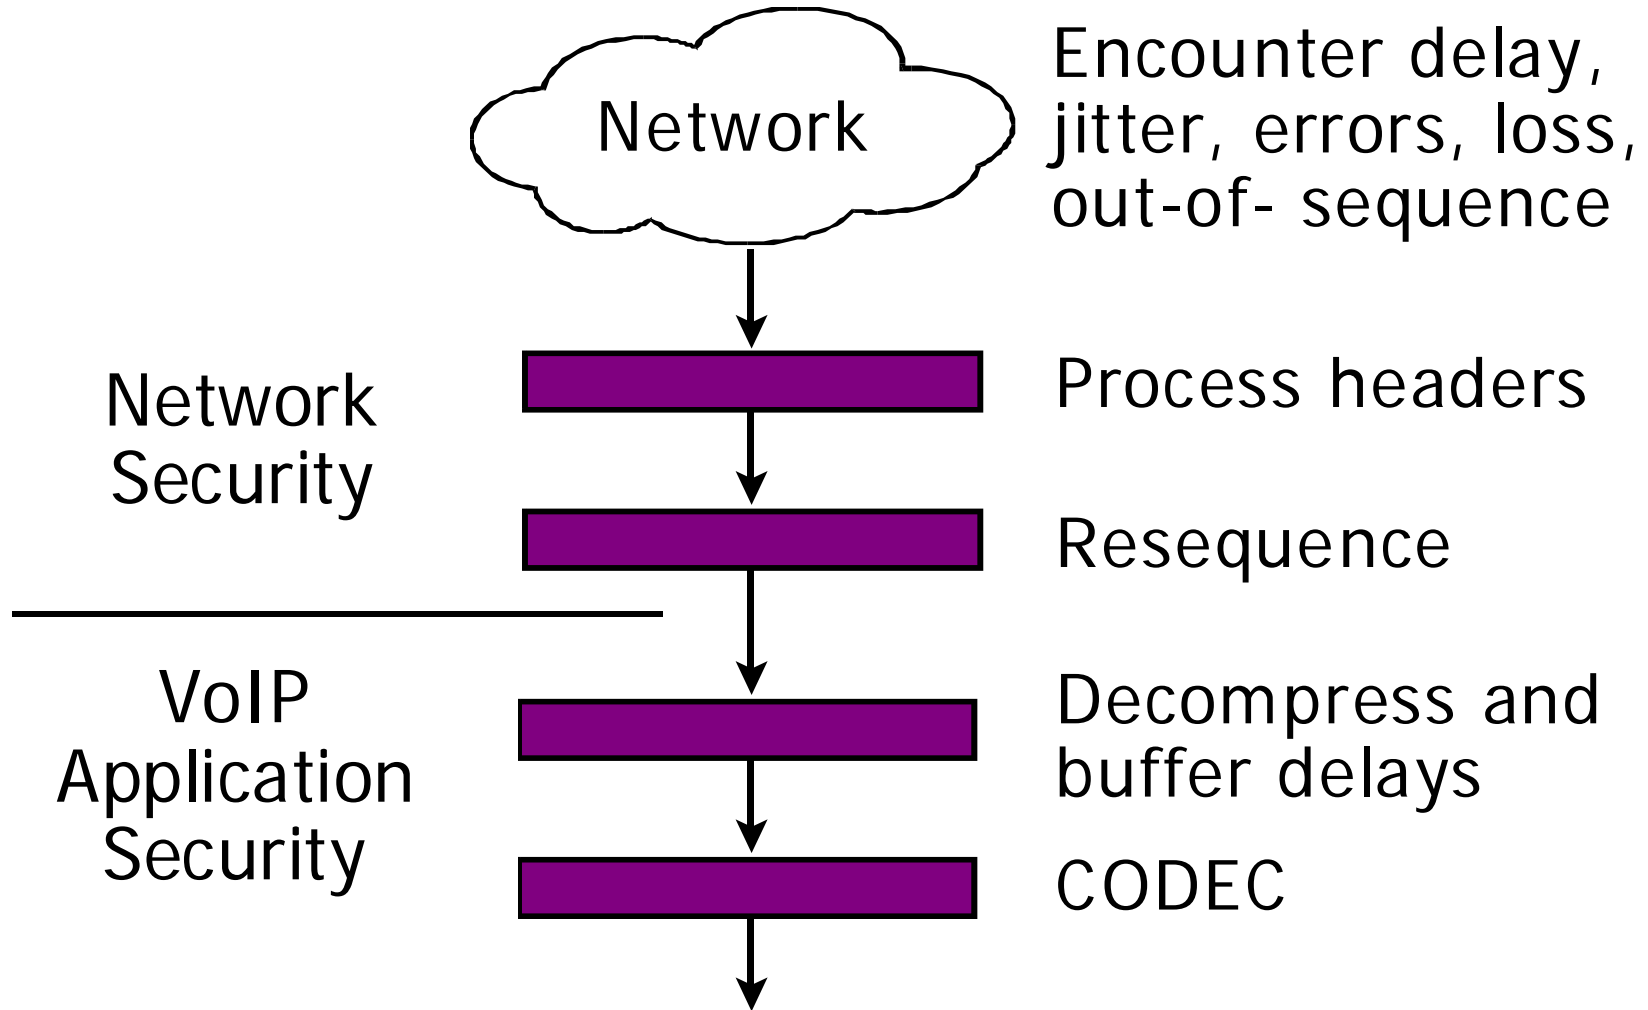 Network
Encounter delay,
jitter, errors, loss,
out-of- sequence
Network
Security
Process headers
Resequence
VoIP
Application
Security
Decompress and
buffer delays
CODEC